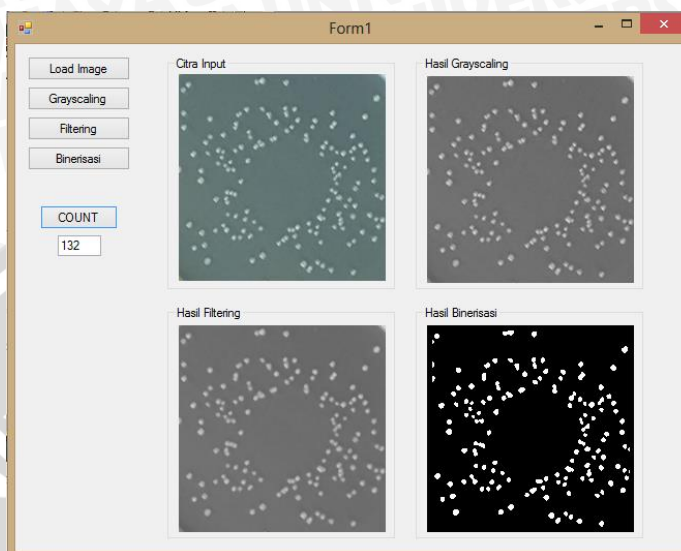 Form1
Load Image
Grayscaling
Filtering
Binerisasi
COUNT
132
Citra Input
Hasil Grayscaling
Hasil Filtering
Hasil Binerisasi